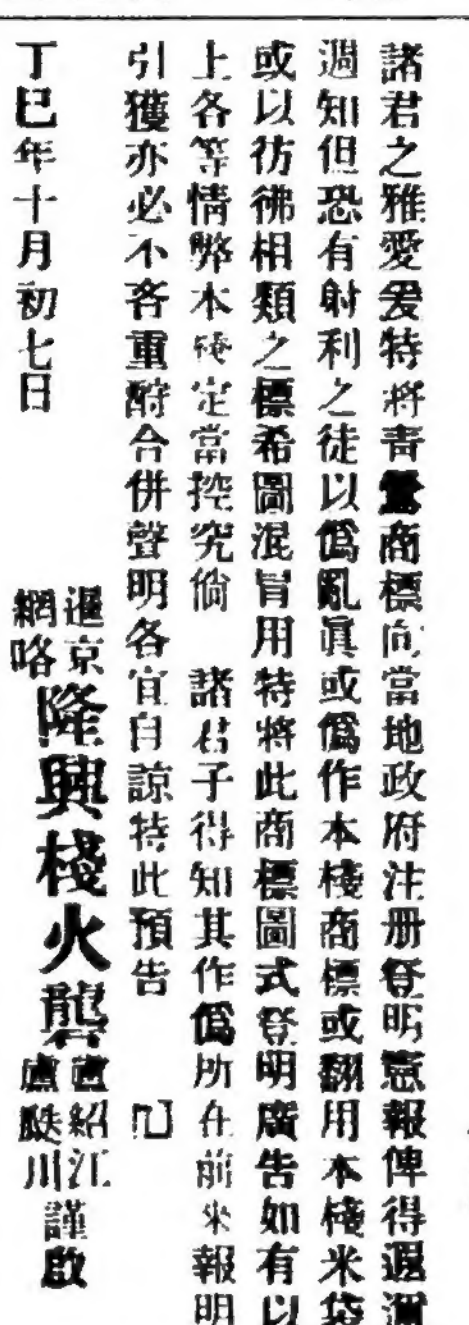 諸君之雅愛爰特將青鶯商標向當地政府注册登明憲報俾得遐邇
週知但恐有射利之徒以僞亂眞或僞作本棧商標或翻用本棧米袋
或以彷彿相類之標希圖混冒用特將此商標圖式登明廣告如有以
上各等情弊本棧定當控究倘 諸君子得知其作僞所在前來報明
引獲亦必不吝重酹合併聲明各宜自諒特此預告
丁巳年十月初七日
暹京
網咯 隆興棧火礱 盧紹江
盧 川 謹啟